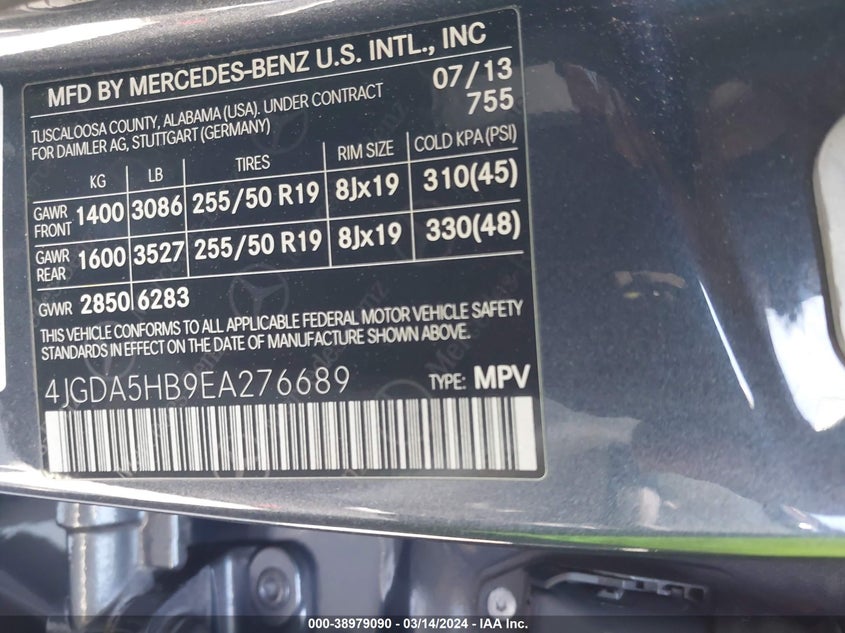 MFD BY MERCEDES-BENZ U.S. INTL., INC
07/13
TUSCALOOSA COUNTY, ALABAMA (USA). UNDER CONTRACT
755
FOR DAIMLER AG, STUTTGART (GERMANY)
KG LB TIRES RIM SIZE COLD KPA (PSI)
GAWR FRONT 1400 3086 255/50 R19 8Jx19 310(45)
GAWR REAR 1600 3527 255/50 R19 8Jx19 330(48)
GVWR 2850 6283
THIS VEHICLE CONFORMS TO ALL APPLICABLE FEDERAL MOTOR VEHICLE SAFETY
STANDARDS IN EFFECT ON THE DATE OF MANUFACTURE SHOWN ABOVE.
4JGDA5HB9EA276689 TYPE: MPV
000-38979090 - 03/14/2024 - IAA Inc.